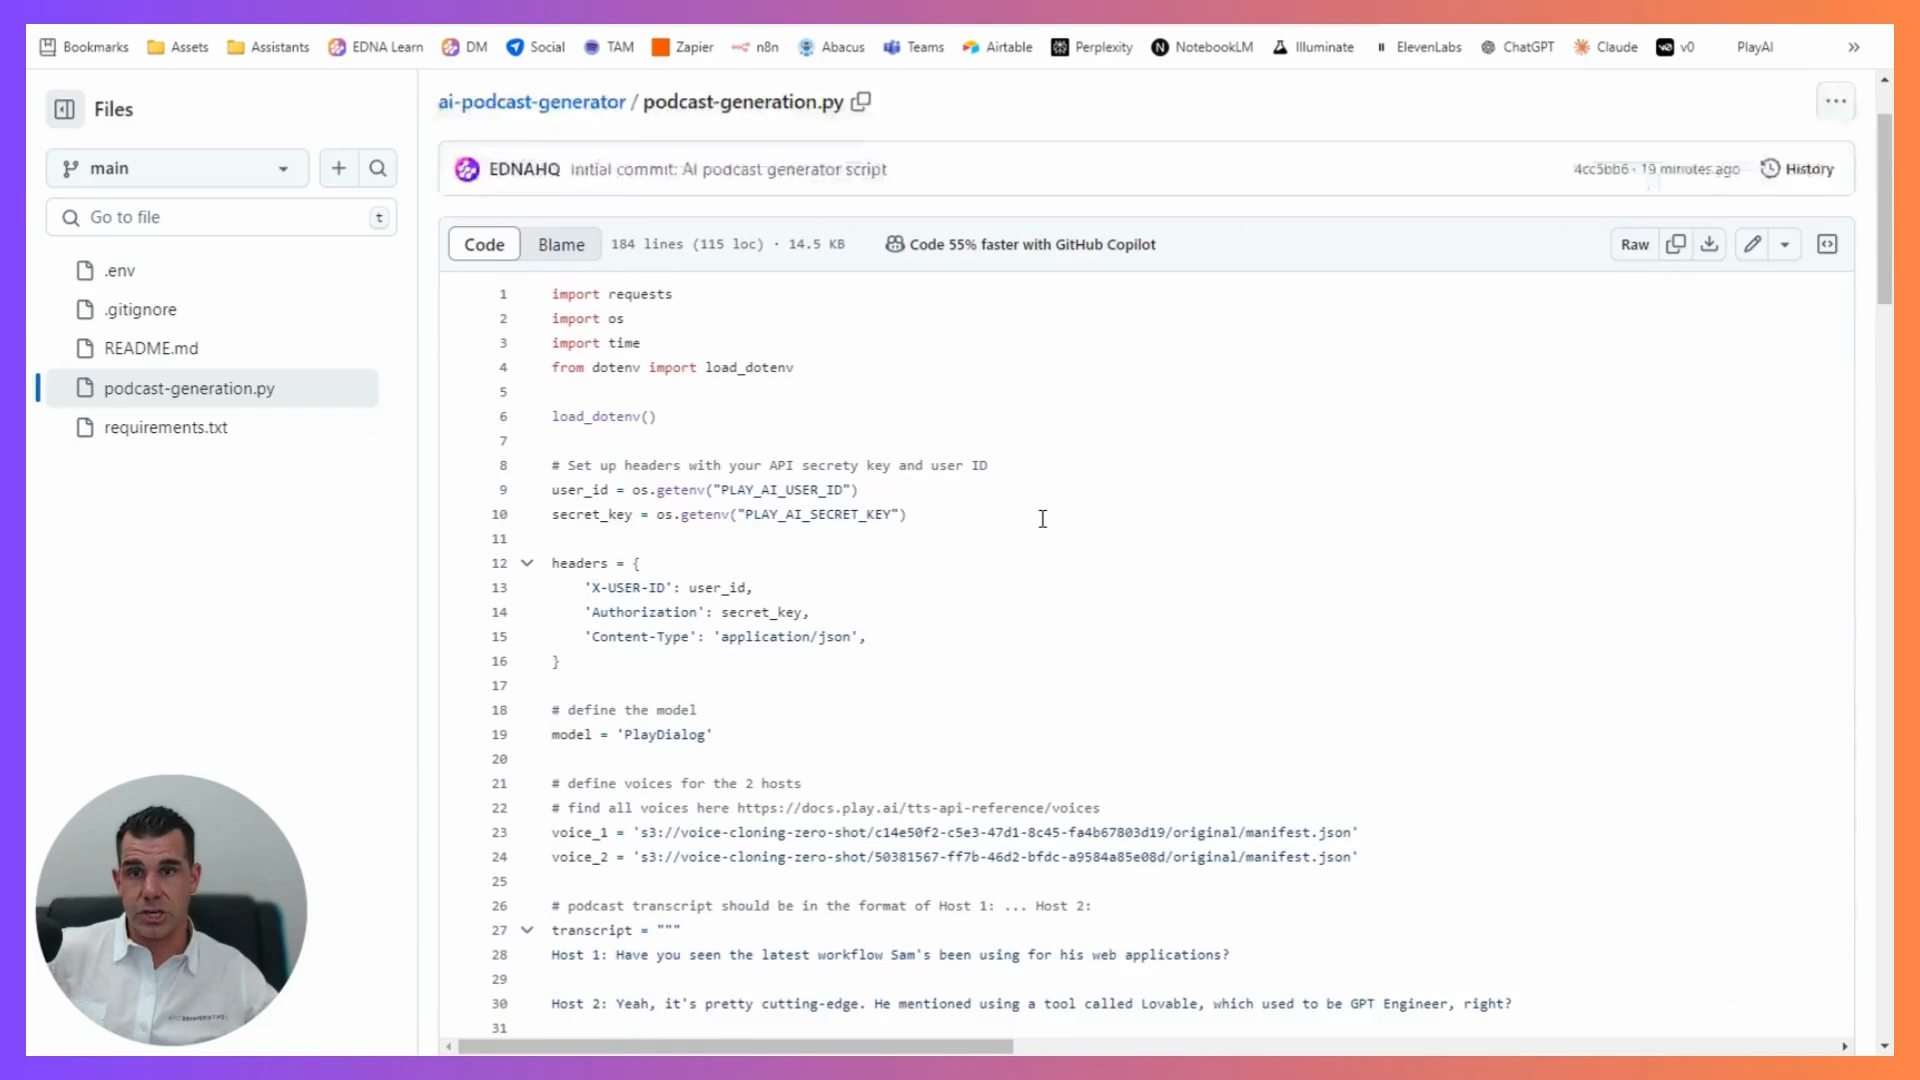 Bookmarks Assets Assistants EDNA Learn DM Social TAM Zapier n8n Abacus Teams Airtable Perplexity NotebookLM Illuminate ElevenLabs ChatGPT Claude v0 PlayAI »
Files
main
Go to file t
.env
.gitignore
README.md
podcast-generation.py
requirements.txt
ai-podcast-generator / podcast-generation.py
EDNAHQ Initial commit: AI podcast generator script 4cc5bb6 · 19 minutes ago History
Code Blame 184 lines (115 loc) · 14.5 KB Code 55% faster with GitHub Copilot Raw
1 import requests
2 import os
3 import time
4 from dotenv import load_dotenv
5
6 load_dotenv()
7
8 # Set up headers with your API secrety key and user ID
9 user_id = os.getenv("PLAY_AI_USER_ID")
10 secret_key = os.getenv("PLAY_AI_SECRET_KEY")
11
12 headers = {
13 'X-USER-ID': user_id,
14 'Authorization': secret_key,
15 'Content-Type': 'application/json',
16 }
17
18 # define the model
19 model = 'PlayDialog'
20
21 # define voices for the 2 hosts
22 # find all voices here https://docs.play.ai/tts-api-reference/voices
23 voice_1 = 's3://voice-cloning-zero-shot/c14e50f2-c5e3-47d1-8c45-fa4b67803d19/original/manifest.json'
24 voice_2 = 's3://voice-cloning-zero-shot/50381567-ff7b-46d2-bfdc-a9584a85e08d/original/manifest.json'
25
26 # podcast transcript should be in the format of Host 1: ... Host 2:
27 transcript = """
28 Host 1: Have you seen the latest workflow Sam's been using for his web applications?
29
30 Host 2: Yeah, it's pretty cutting-edge. He mentioned using a tool called Lovable, which used to be GPT Engineer, right?
31